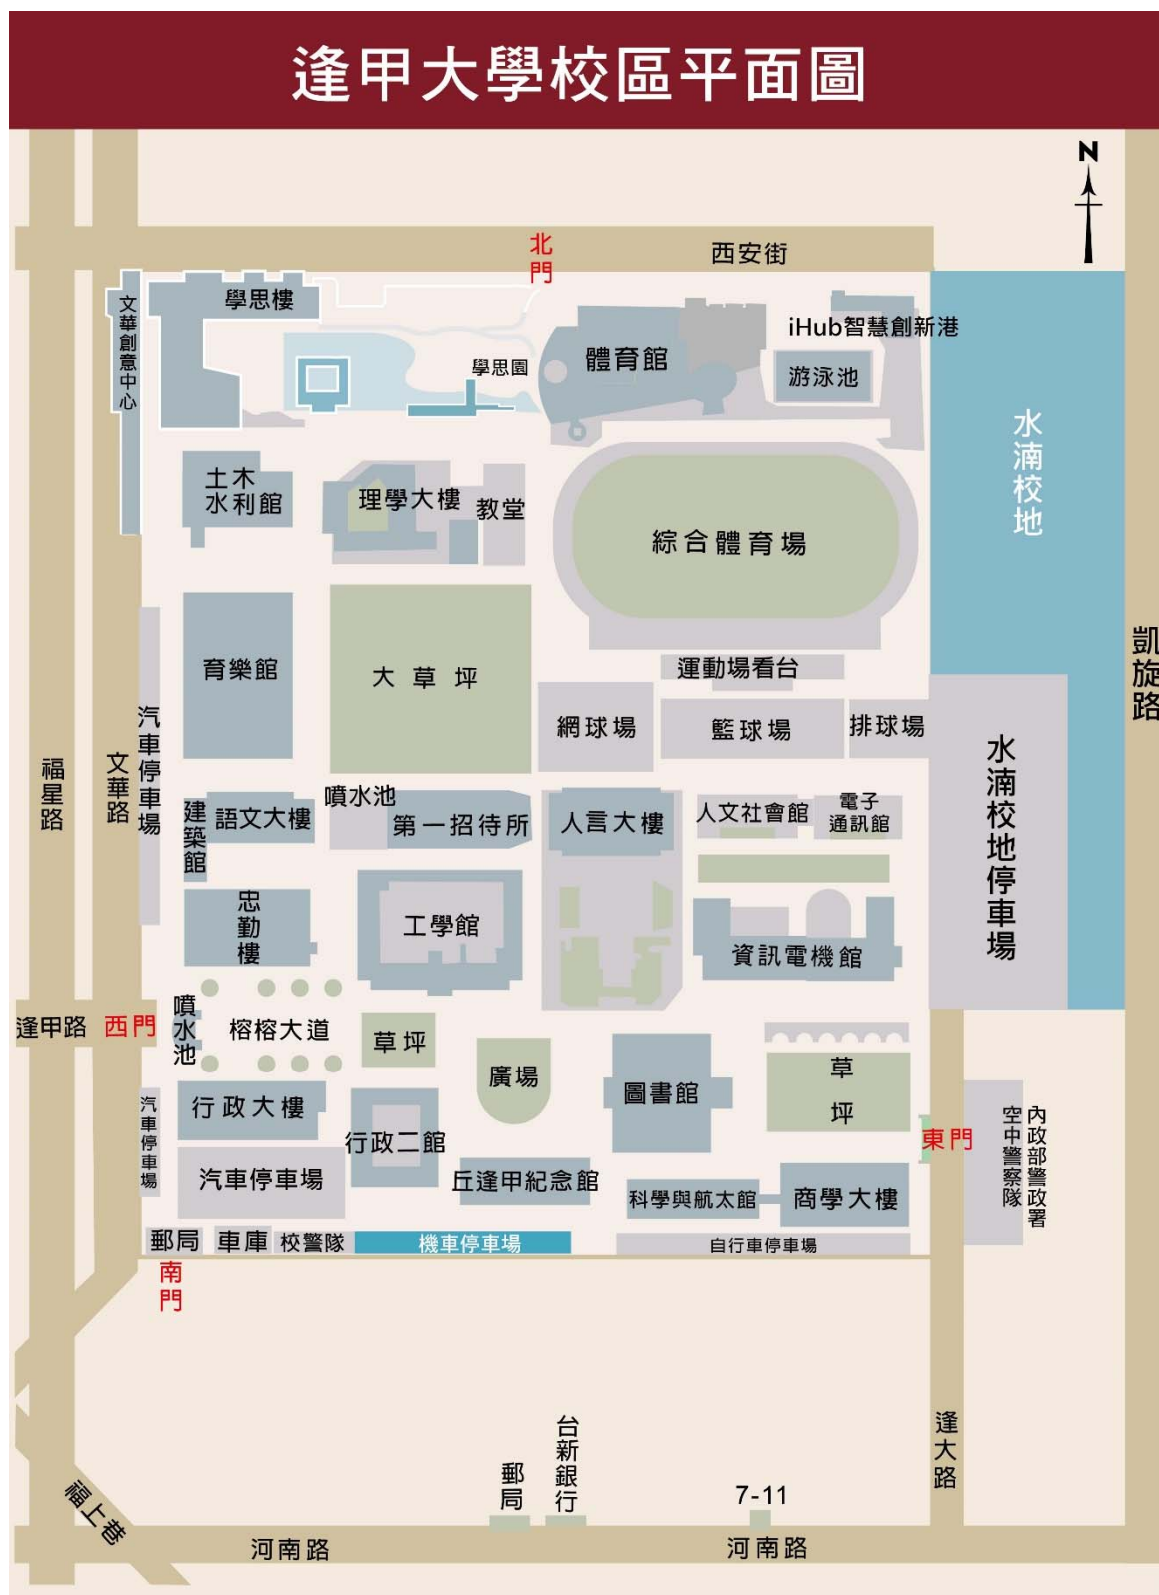 逢甲大學校區平面圖
N
北門
西安街
文華創意中心
學思樓
學思園
體育館
iHub智慧創新港
游泳池
水湳校地
土木
水利館
理學大樓
教堂
綜合體育場
育樂館
大草坪
運動場看台
網球場
籃球場
排球場
凱旋路
福星路
文華路
汽車停車場
水湳校地停車場
建築館
語文大樓
噴水池
第一招待所
人言大樓
人文社會館
電子
通訊館
忠勤樓
工學館
資訊電機館
逢甲路
西門
噴水池
榕榕大道
草坪
廣場
圖書館
草坪
汽車停車場
行政大樓
行政二館
東門
內政部警政署
空中警察隊
汽車停車場
丘逢甲紀念館
科學與航太館
商學大樓
郵局
車庫
校警隊
機車停車場
自行車停車場
南門
逢大路
福上巷
郵局
台新銀行
7-11
河南路
河南路